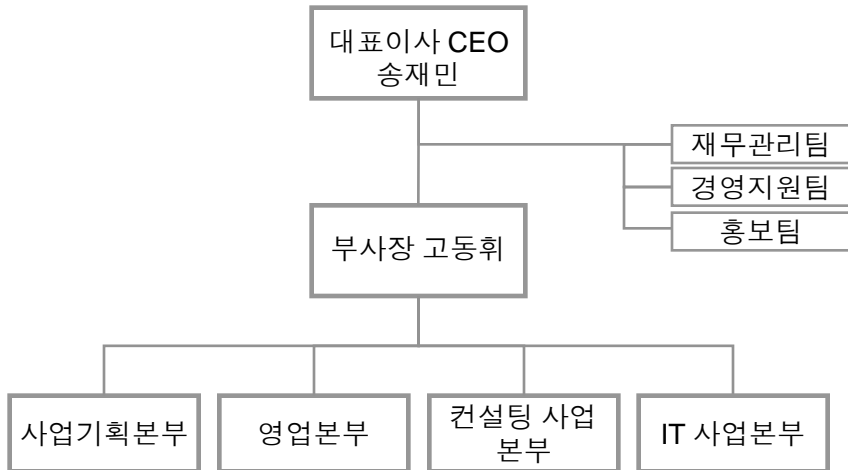 대표이사 CEO
송재민
재무관리팀
경영지원팀
홍보팀
부사장 고동휘
사업기획본부
영업본부
컨설팅 사업
본부
IT 사업본부